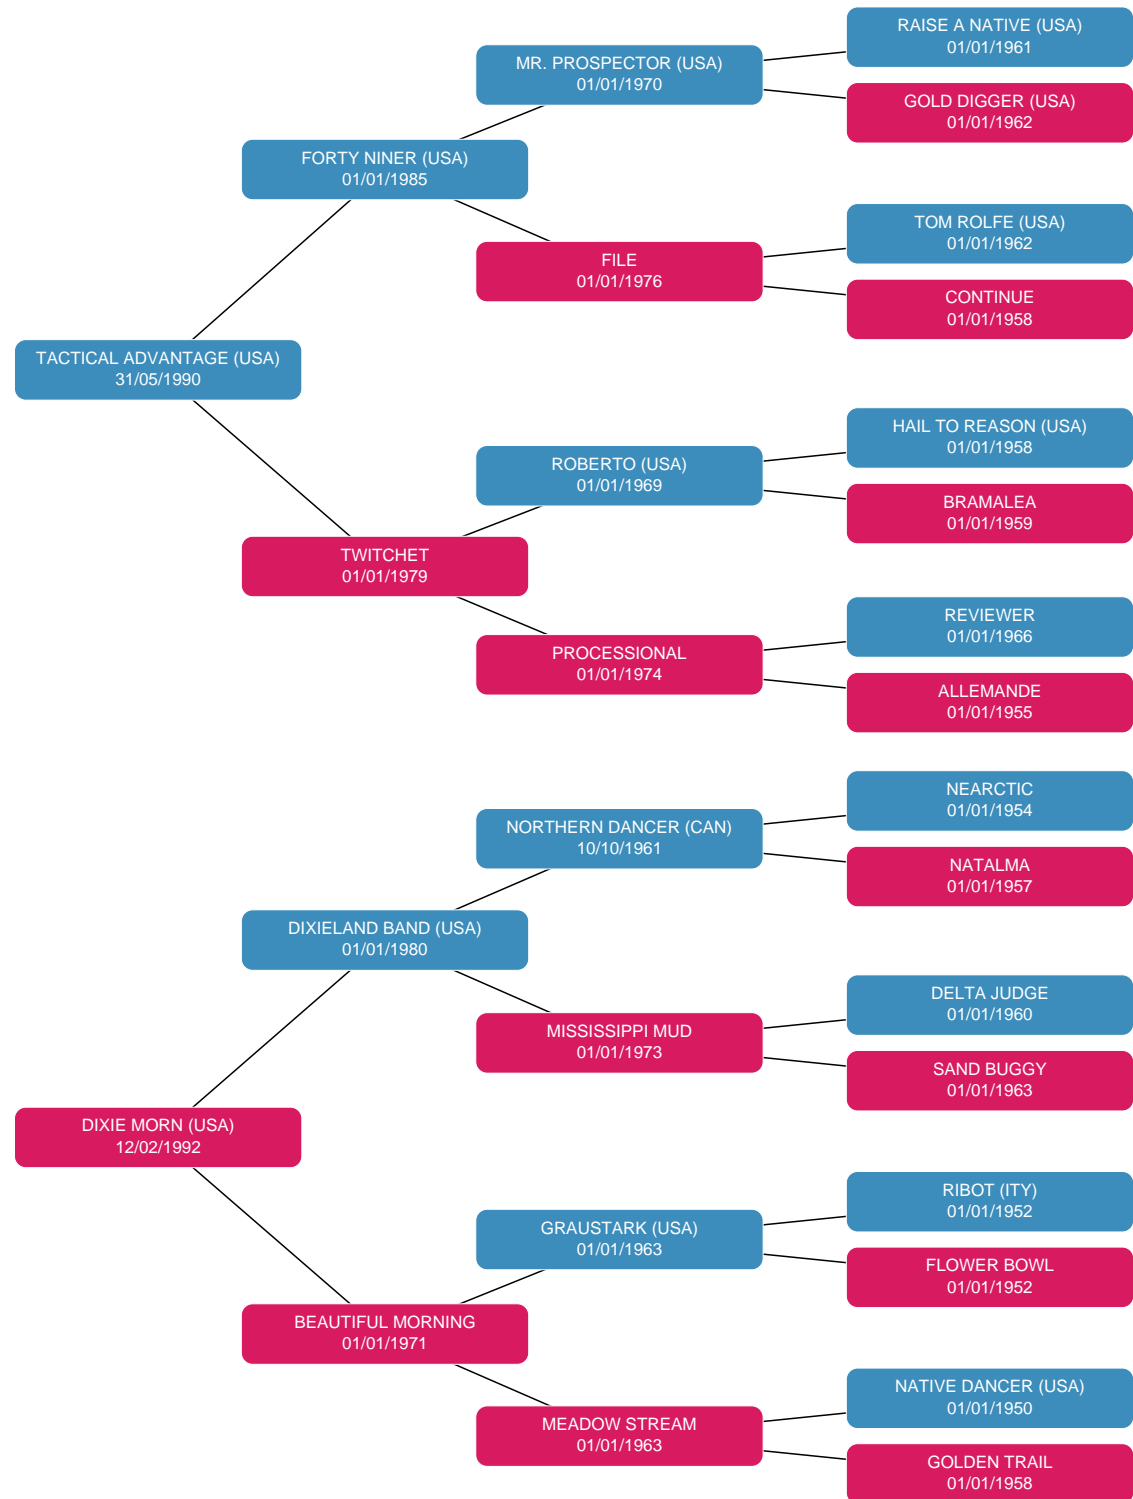 RAISE A NATIVE (USA)
01/01/1961
MR. PROSPECTOR (USA)
01/01/1970
GOLD DIGGER (USA)
01/01/1962
FORTY NINER (USA)
01/01/1985
TOM ROLFE (USA)
01/01/1962
FILE
01/01/1976
CONTINUE
01/01/1958
TACTICAL ADVANTAGE (USA)
31/05/1990
HAIL TO REASON (USA)
01/01/1958
ROBERTO (USA)
01/01/1969
BRAMALEA
01/01/1959
TWITCHET
01/01/1979
REVIEWER
01/01/1966
PROCESSIONAL
01/01/1974
ALLEMANDE
01/01/1955
NEARCTIC
01/01/1954
NORTHERN DANCER (CAN)
10/10/1961
NATALMA
01/01/1957
DIXIELAND BAND (USA)
01/01/1980
DELTA JUDGE
01/01/1960
MISSISSIPPI MUD
01/01/1973
SAND BUGGY
01/01/1963
DIXIE MORN (USA)
12/02/1992
RIBOT (ITY)
01/01/1952
GRAUSTARK (USA)
01/01/1963
FLOWER BOWL
01/01/1952
BEAUTIFUL MORNING
01/01/1971
NATIVE DANCER (USA)
01/01/1950
MEADOW STREAM
01/01/1963
GOLDEN TRAIL
01/01/1958